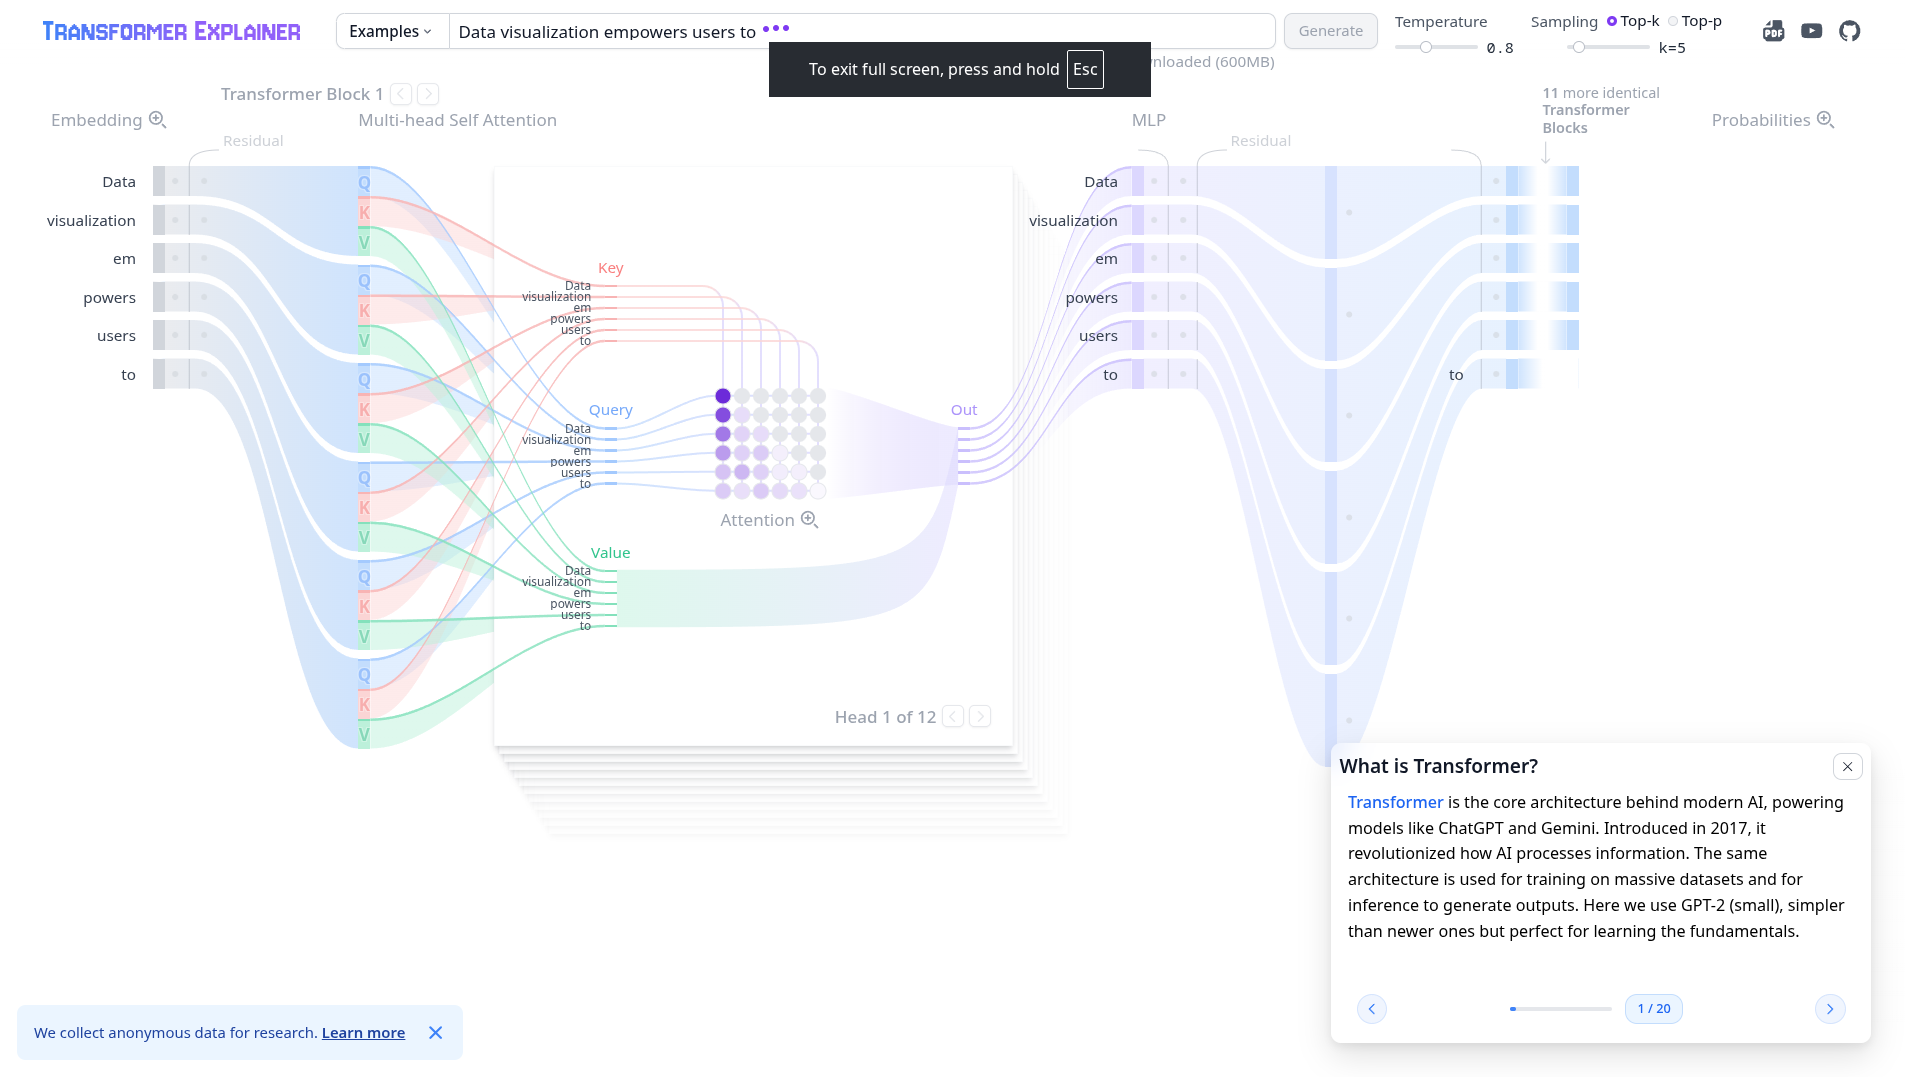 TRANSFORMER EXPLAINER
Examples
Data visualization empowers users to
Generate
Temperature
0.8
Sampling
Top-k
Top-p
k=5
PDF
To exit full screen, press and hold Esc
nloaded (600MB)
Transformer Block 1
Embedding
Residual
Multi-head Self Attention
MLP
Residual
11 more identical
Transformer
Blocks
Probabilities
Data
visualization
em
powers
users
to
Q
K
V
Q
K
V
Q
K
V
Q
K
V
Q
K
V
Q
K
V
Key
Data
visualization
em
powers
users
to
Query
Data
visualization
em
powers
users
to
Attention
Value
Data
visualization
em
powers
users
to
Out
Head 1 of 12
Data
visualization
em
powers
users
to
to
What is Transformer?
Transformer is the core architecture behind modern AI, powering
models like ChatGPT and Gemini. Introduced in 2017, it
revolutionized how AI processes information. The same
architecture is used for training on massive datasets and for
inference to generate outputs. Here we use GPT-2 (small), simpler
than newer ones but perfect for learning the fundamentals.
1 / 20
We collect anonymous data for research. Learn more